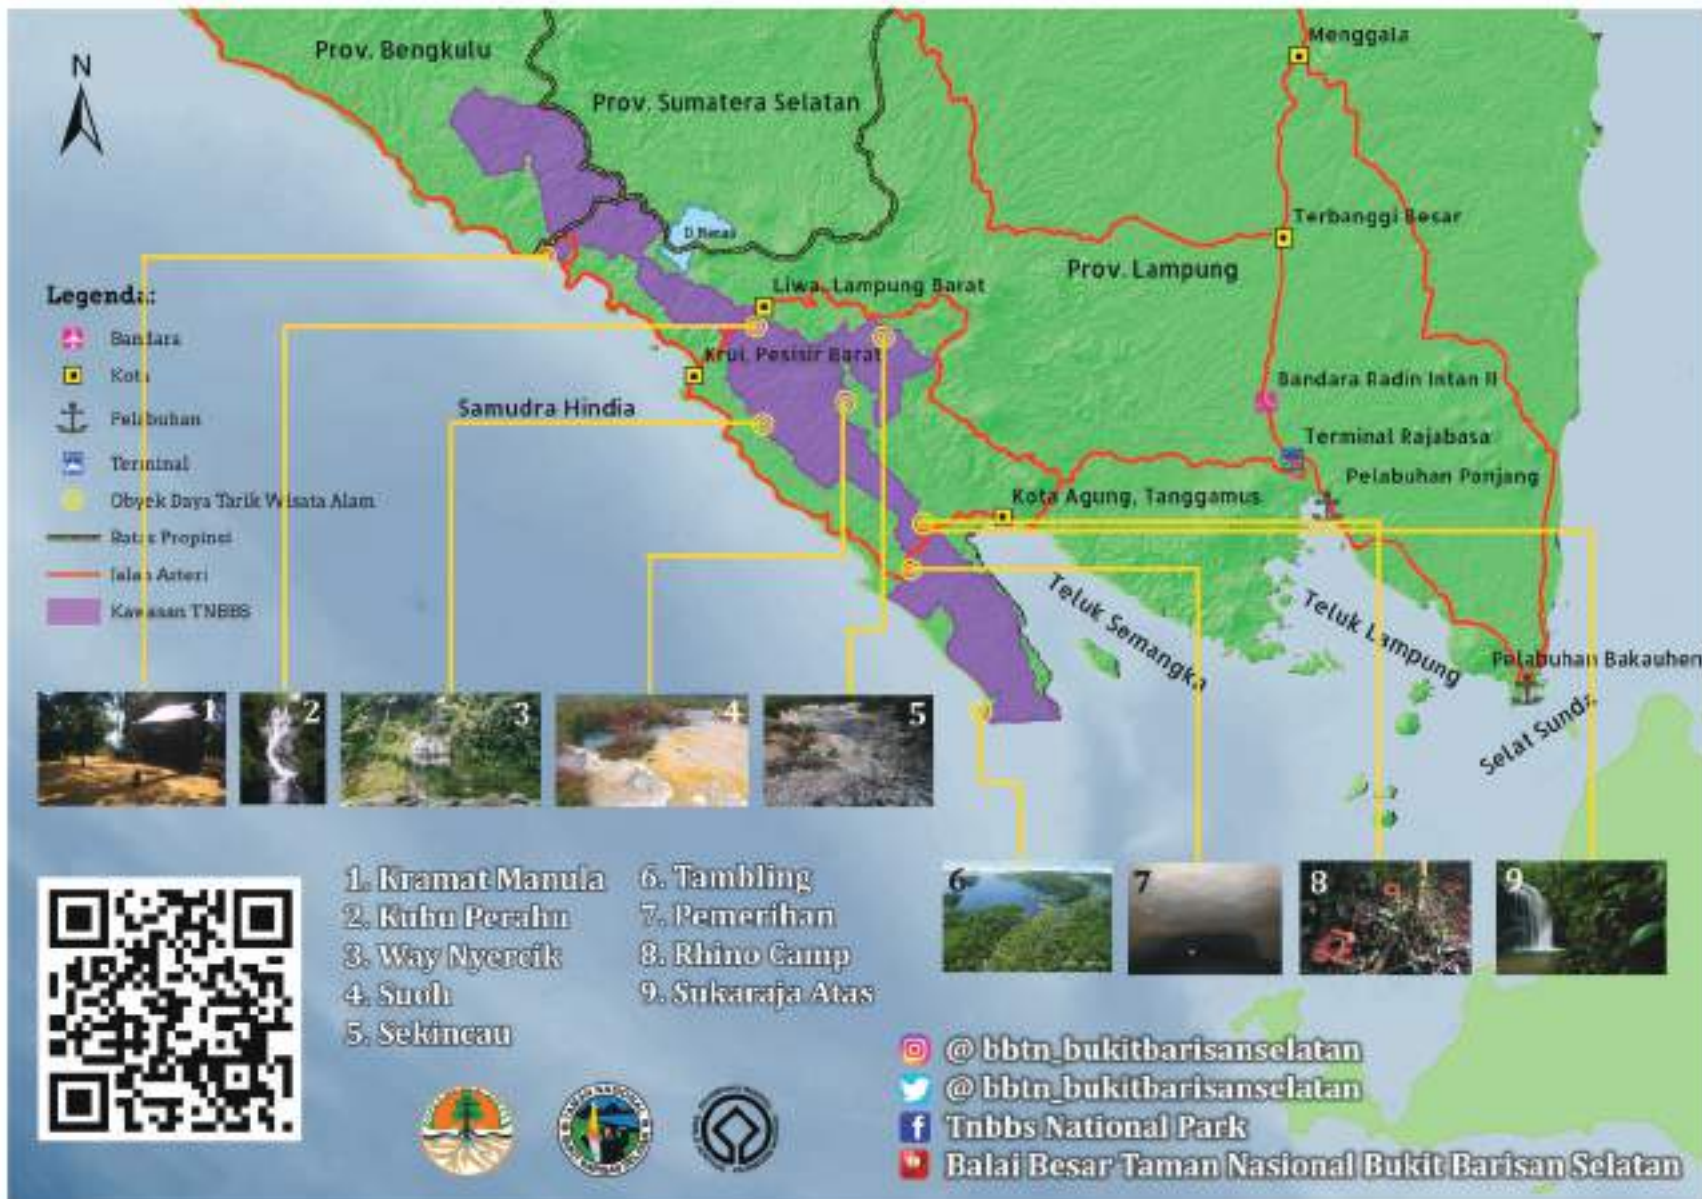 Prov. Bengkulu
Prov. Sumatera Selatan
Menggala
N
Terbanggi Besar
D. Ranau
Prov. Lampung
Liwa, Lampung Barat
Legenda:
Bandara
Kota
Pelabuhan
Terminal
Obyek Daya Tarik Wisata Alam
Batas Propinsi
Jalan Arteri
Kawasan TNBBS
Krui, Pesisir Barat
Samudra Hindia
Bandara Radin Intan II
Terminal Rajabasa
Pelabuhan Panjang
Kota Agung, Tanggamus
Teluk Semangka
Teluk Lampung
Pelabuhan Bakauheni
Selat Sunda
1
2
3
4
5
6
7
8
9
1. Kramat Manula
2. Kubu Perahu
3. Way Nyercik
4. Suoh
5. Sekincau
6. Tambling
7. Pemerihan
8. Rhino Camp
9. Sukaraja Atas
@ bbtn_bukitbarisanselatan
@ bbtn_bukitbarisanselatan
Tnbbs National Park
Balai Besar Taman Nasional Bukit Barisan Selatan